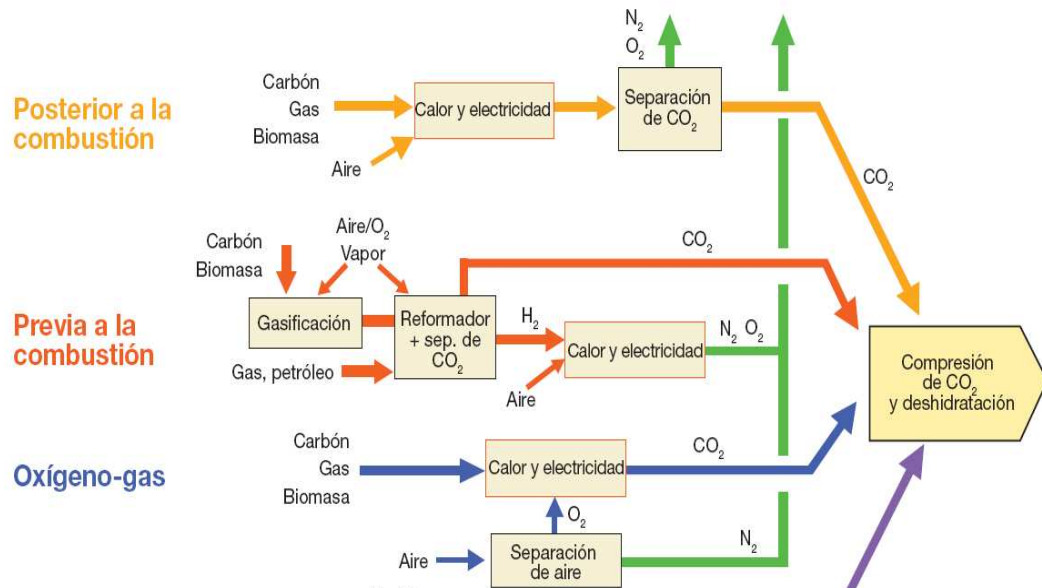 N₂
O₂
Posterior a la
combustión
Carbón
Gas
Biomasa
Aire
Calor y electricidad
Separación
de CO₂
CO₂
Previa a la
combustión
Carbón
Biomasa
Aire/O₂
Vapor
CO₂
Gasificación
Reformador
+ sep. de
CO₂
H₂
Calor y electricidad
N₂ O₂
Gas, petróleo
Aire
Compresión
de CO₂
y deshidratación
Oxígeno-gas
Carbón
Gas
Biomasa
Calor y electricidad
CO₂
O₂
Aire
Separación
de aire
N₂